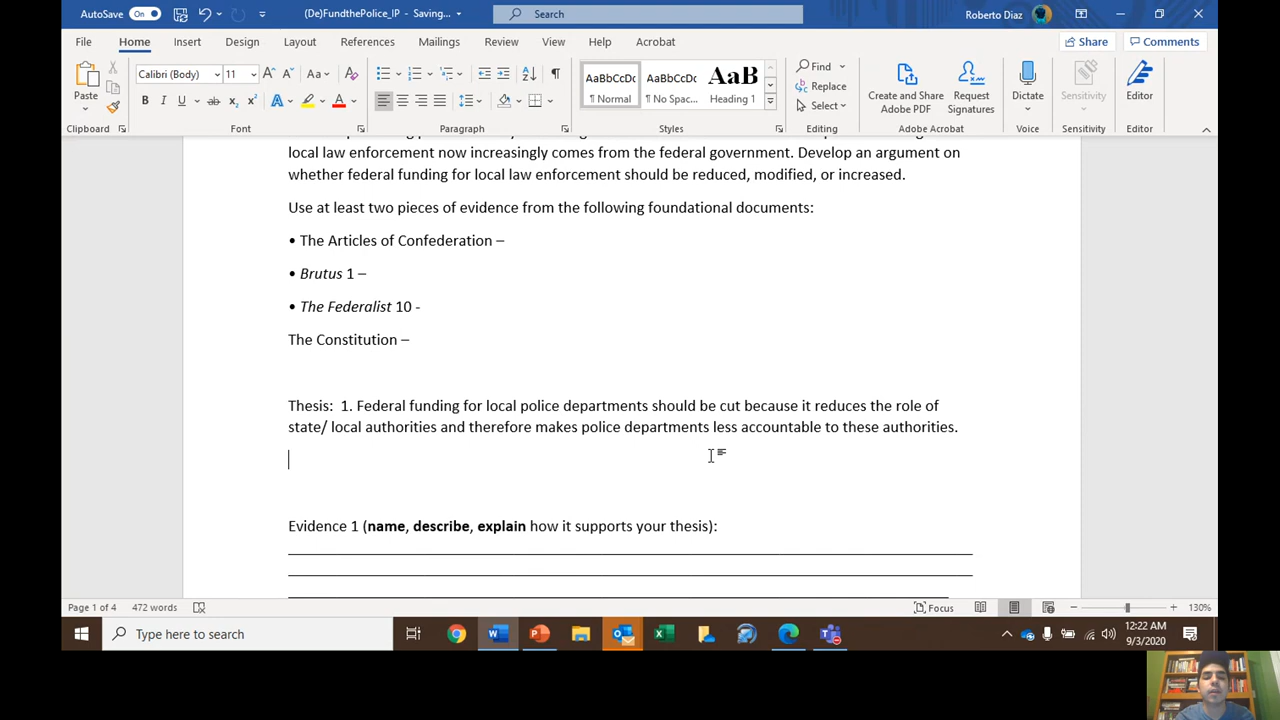 AutoSave On (De)FundthePolice_IP - Saving... Search Roberto Diaz
File Home Insert Design Layout References Mailings Review View Help Acrobat Share Comments
Calibri (Body) 11 Aa AaBbCcDc AaBbCcDc AaB Find
Paste B I U ab x₂ x² A A ¶ Normal ¶ No Spac... Heading 1 Replace Select Create and Share Adobe PDF Request Signatures Dictate Sensitivity Editor
Clipboard Font Paragraph Styles Editing Adobe Acrobat Voice Sensitivity Editor
local law enforcement now increasingly comes from the federal government. Develop an argument on
whether federal funding for local law enforcement should be reduced, modified, or increased.
Use at least two pieces of evidence from the following foundational documents:
• The Articles of Confederation –
• Brutus 1 –
• The Federalist 10 -
The Constitution –
Thesis: 1. Federal funding for local police departments should be cut because it reduces the role of
state/ local authorities and therefore makes police departments less accountable to these authorities.
Evidence 1 (name, describe, explain how it supports your thesis):
Page 1 of 4 472 words Focus 130%
Type here to search 12:22 AM
9/3/2020